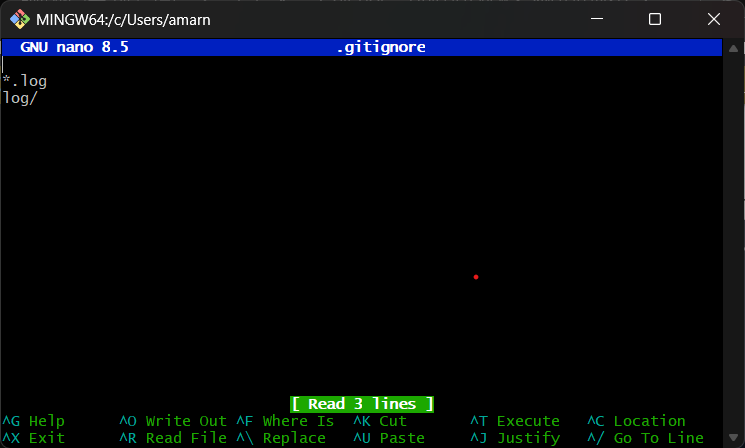 MINGW64:/c/Users/amarn
GNU nano 8.5 .gitignore
*.log
log/
[ Read 3 lines ]
^G Help ^O Write Out ^F Where Is ^K Cut ^T Execute ^C Location
^X Exit ^R Read File ^\ Replace ^U Paste ^J Justify ^/ Go To Line